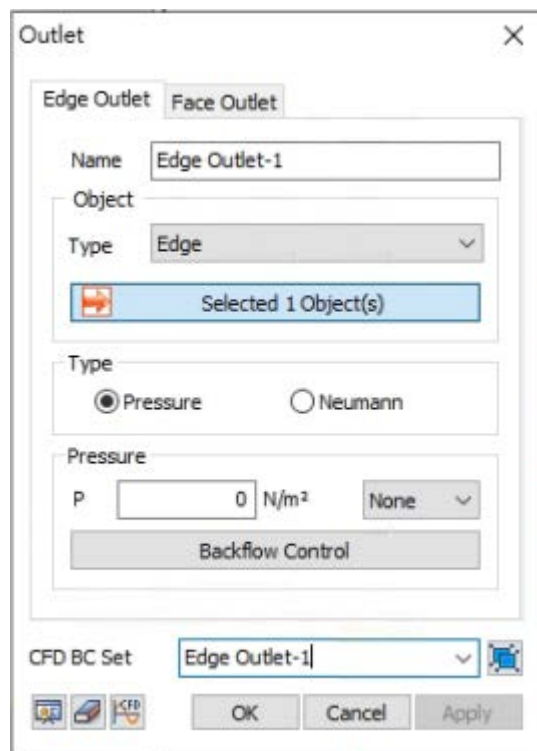 Outlet
Edge Outlet Face Outlet
Name Edge Outlet-1
Object
Type Edge
Selected 1 Object(s)
Type
Pressure Neumann
Pressure
P 0 N/m² None
Backflow Control
CFD BC Set Edge Outlet-1
CFD OK Cancel Apply